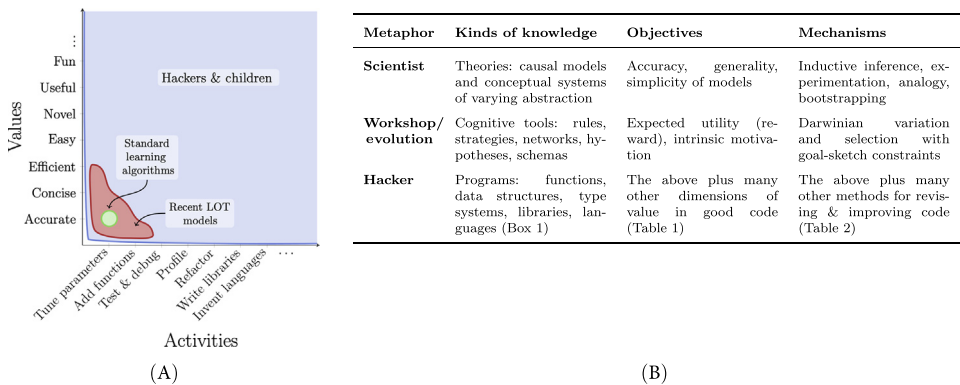 Values
⋮
Fun
Useful
Novel
Easy
Efficient
Concise
Accurate
Hackers & children
Standard
learning
algorithms
Recent LOT
models
Tune parameters
Add functions
Test & debug
Profile
Refactor
Write libraries
Invent languages
...
Activities
(A)
Metaphor Kinds of knowledge Objectives Mechanisms
Scientist Theories: causal models Accuracy, generality, Inductive inference, ex-
and conceptual systems simplicity of models perimentation, analogy,
of varying abstraction bootstrapping
Workshop/ Cognitive tools: rules, Expected utility (re- Darwinian variation
evolution strategies, networks, hy- ward), intrinsic motiva- and selection with
potheses, schemas tion goal-sketch constraints
Hacker Programs: functions, The above plus many The above plus many
data structures, type other dimensions of other methods for revis-
systems, libraries, lan- value in good code ing & improving code
guages (Box 1) (Table 1) (Table 2)
(B)